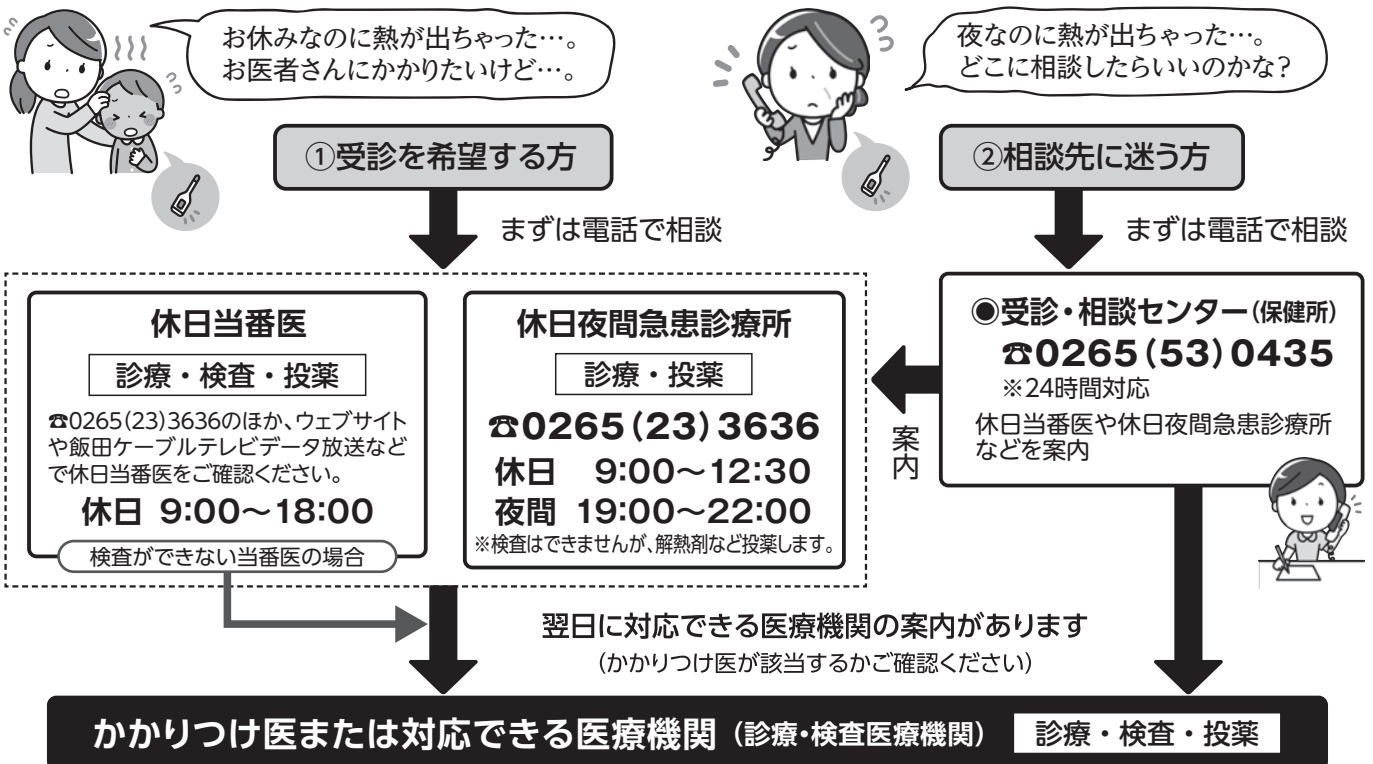 お休みなのに熱が出ちゃった…。
お医者さんにかかりたいけど…。
夜なのに熱が出ちゃった…。
どこに相談したらいいのかな?
①受診を希望する方
②相談先に迷う方
まずは電話で相談
まずは電話で相談
休日当番医
診療・検査・投薬
☎0265(23)3636のほか、ウェブサイト
や飯田ケーブルテレビデータ放送など
で休日当番医をご確認ください。
休日 9:00～18:00
検査ができない当番医の場合
休日夜間急患診療所
診療・投薬
☎0265(23)3636
休日 9:00～12:30
夜間 19:00～22:00
※検査はできませんが、解熱剤など投薬します。
案内
◉受診・相談センター(保健所)
☎0265(53)0435
※24時間対応
休日当番医や休日夜間急患診療所
などを案内
翌日に対応できる医療機関の案内があります
(かかりつけ医が該当するかご確認ください)
かかりつけ医または対応できる医療機関(診療・検査医療機関) 診療・検査・投薬